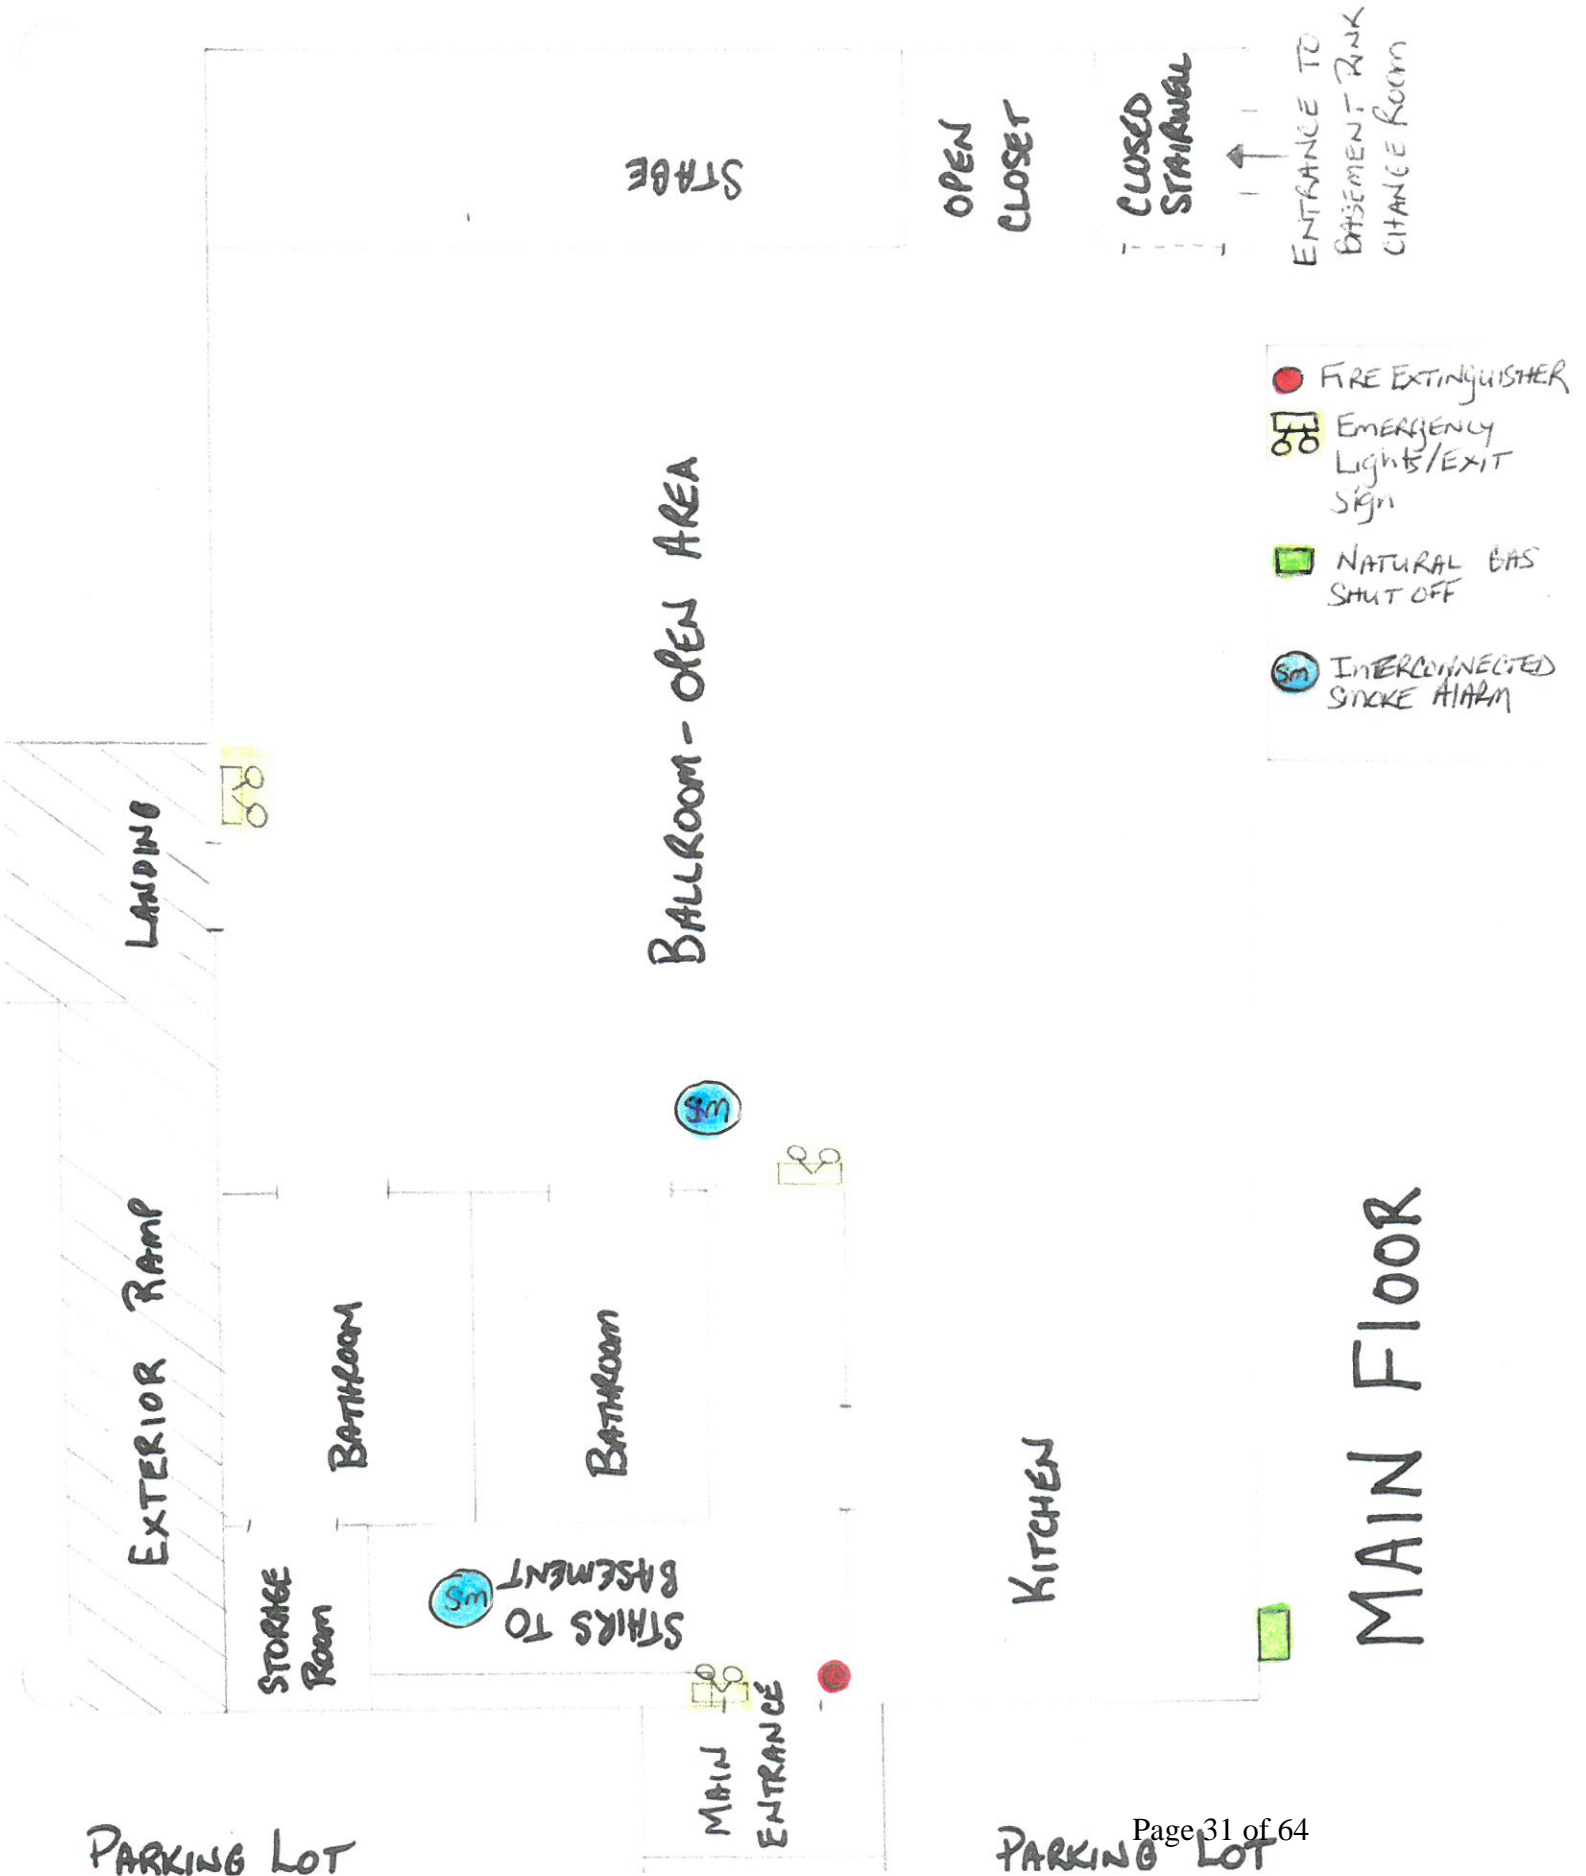 STAGE
OPEN
CLOSET
CLOSED
STAIRWELL
ENTRANCE TO
BASEMENT RINK
CHANGE ROOM
FIRE EXTINGUISHER
EMERGENCY
Lights/EXIT
Sign
NATURAL GAS
SHUT OFF
Sm INTERCONNECTED
SMOKE AlARM
BALLROOM - OPEN AREA
LANDING
EXTERIOR RAMP
Sm
BATHROOM
BATHROOM
STORAGE
ROOM
Sm
STAIRS TO
BASEMENT
KITCHEN
MAIN
ENTRANCE
MAIN FlOOR
PARKING LOT
PARKING LOT
Page 31 of 64